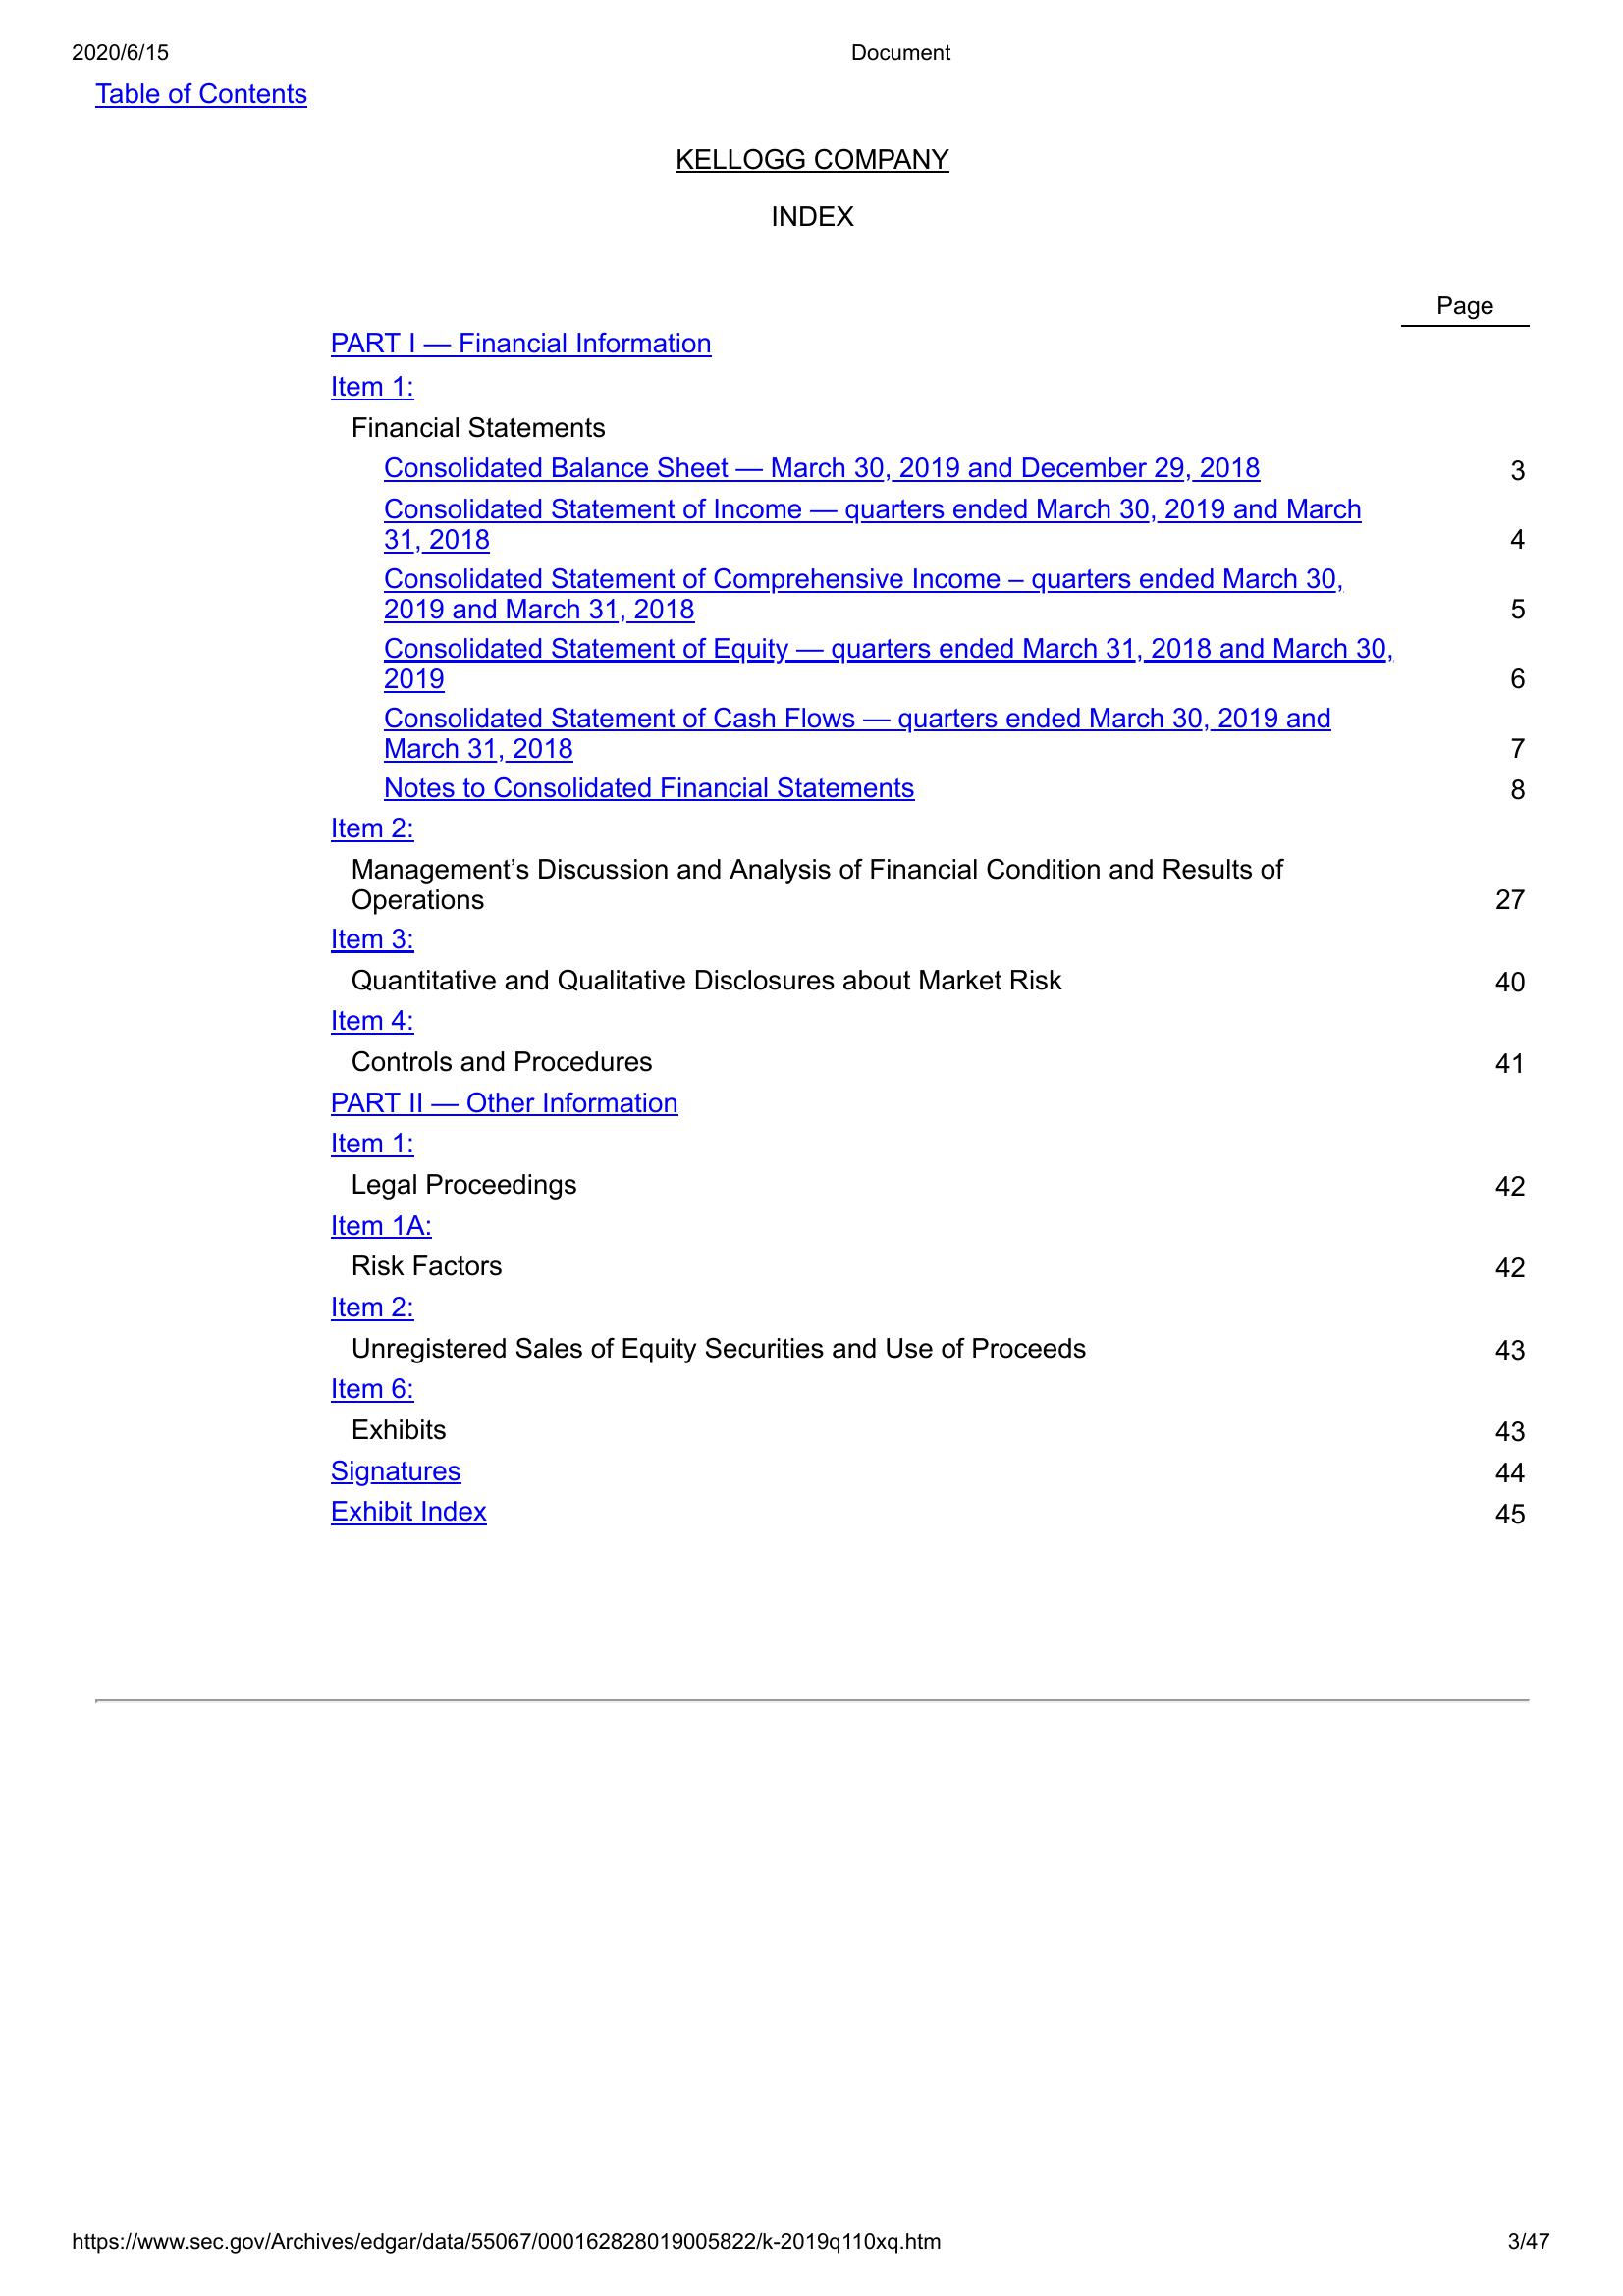 2020/6/15 Document
Table of Contents
KELLOGG COMPANY
INDEX
Page
PART I — Financial Information
Item 1:
Financial Statements
Consolidated Balance Sheet — March 30, 2019 and December 29, 2018 3
Consolidated Statement of Income — quarters ended March 30, 2019 and March
31, 2018 4
Consolidated Statement of Comprehensive Income – quarters ended March 30,
2019 and March 31, 2018 5
Consolidated Statement of Equity — quarters ended March 31, 2018 and March 30,
2019 6
Consolidated Statement of Cash Flows — quarters ended March 30, 2019 and
March 31, 2018 7
Notes to Consolidated Financial Statements 8
Item 2:
Management’s Discussion and Analysis of Financial Condition and Results of
Operations 27
Item 3:
Quantitative and Qualitative Disclosures about Market Risk 40
Item 4:
Controls and Procedures 41
PART II — Other Information
Item 1:
Legal Proceedings 42
Item 1A:
Risk Factors 42
Item 2:
Unregistered Sales of Equity Securities and Use of Proceeds 43
Item 6:
Exhibits 43
Signatures 44
Exhibit Index 45
https://www.sec.gov/Archives/edgar/data/55067/000162828019005822/k-2019q110xq.htm 3/47